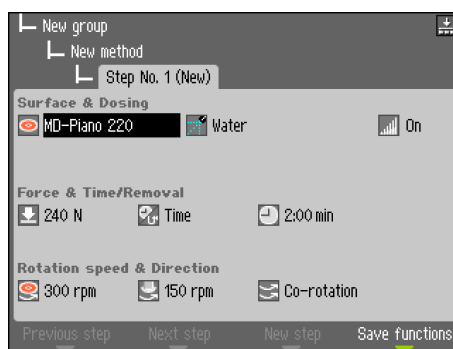 New group
New method
Step No. 1 (New)
Surface & Dosing
MD-Piano 220 Water On
Force & Time/Removal
240 N Time 2:00 min
Rotation speed & Direction
300 rpm 150 rpm Co-rotation
Previous step Next step New step Save functions